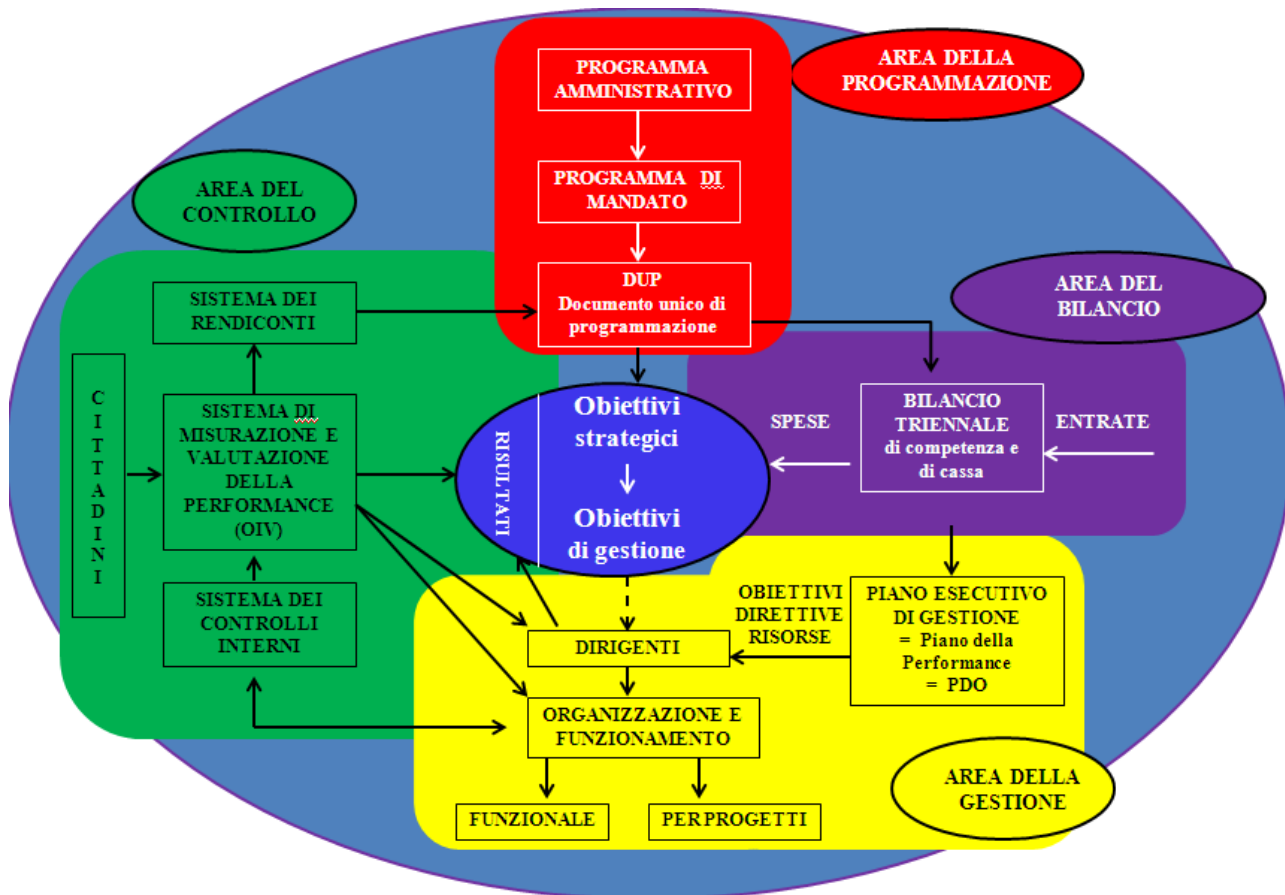 PROGRAMMA
AMMINISTRATIVO
AREA DELLA
PROGRAMMAZIONE
PROGRAMMA DI
MANDATO
AREA DEL
CONTROLLO
DUP
Documento unico di
programmazione
AREA DEL
BILANCIO
SISTEMA DEI
RENDICONTI
CITTADINI
SISTEMA DI
MISURAZIONE E
VALUTAZIONE
DELLA
PERFORMANCE
(OIV)
RISULTATI
Obiettivi
strategici
Obiettivi
di gestione
SPESE
BILANCIO
TRIENNALE
di competenza e
di cassa
ENTRATE
SISTEMA DEI
CONTROLLI
INTERNI
OBIETTIVI
DIRETTIVE
RISORSE
PIANO ESECUTIVO
DI GESTIONE
= Piano della
Performance
= PDO
DIRIGENTI
ORGANIZZAZIONE E
FUNZIONAMENTO
FUNZIONALE
PER PROGETTI
AREA DELLA
GESTIONE